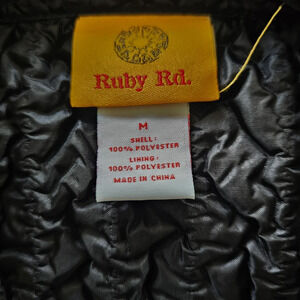 Ruby Rd.
M
SHELL:
100% POLYESTER
LINING:
100% POLYESTER
MADE IN CHINA